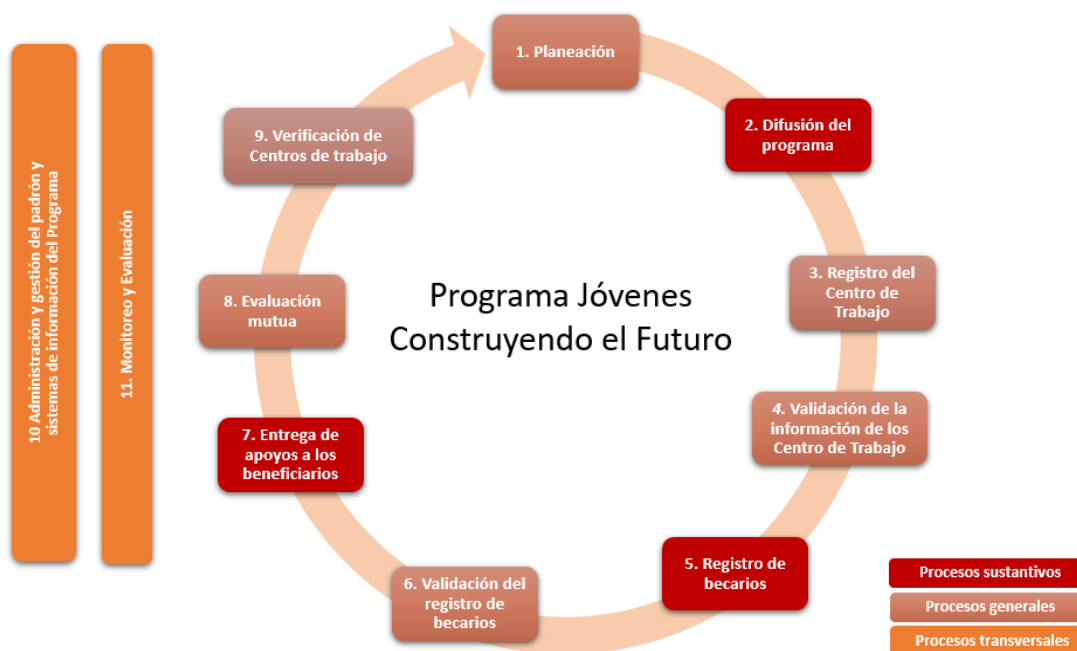 1. Planeación
2. Difusión del
programa
3. Registro del
Centro de
Trabajo
4. Validación de la
información de los
Centro de Trabajo
5. Registro de
becarios
6. Validación del
registro de
becarios
7. Entrega de
apoyos a los
beneficiarios
8. Evaluación
mutua
9. Verificación de
Centros de trabajo
10 Administración y gestión del padrón y
sistemas de información del Programa
11. Monitoreo y Evaluación
Programa Jóvenes
Construyendo el Futuro
Procesos sustantivos
Procesos generales
Procesos transversales